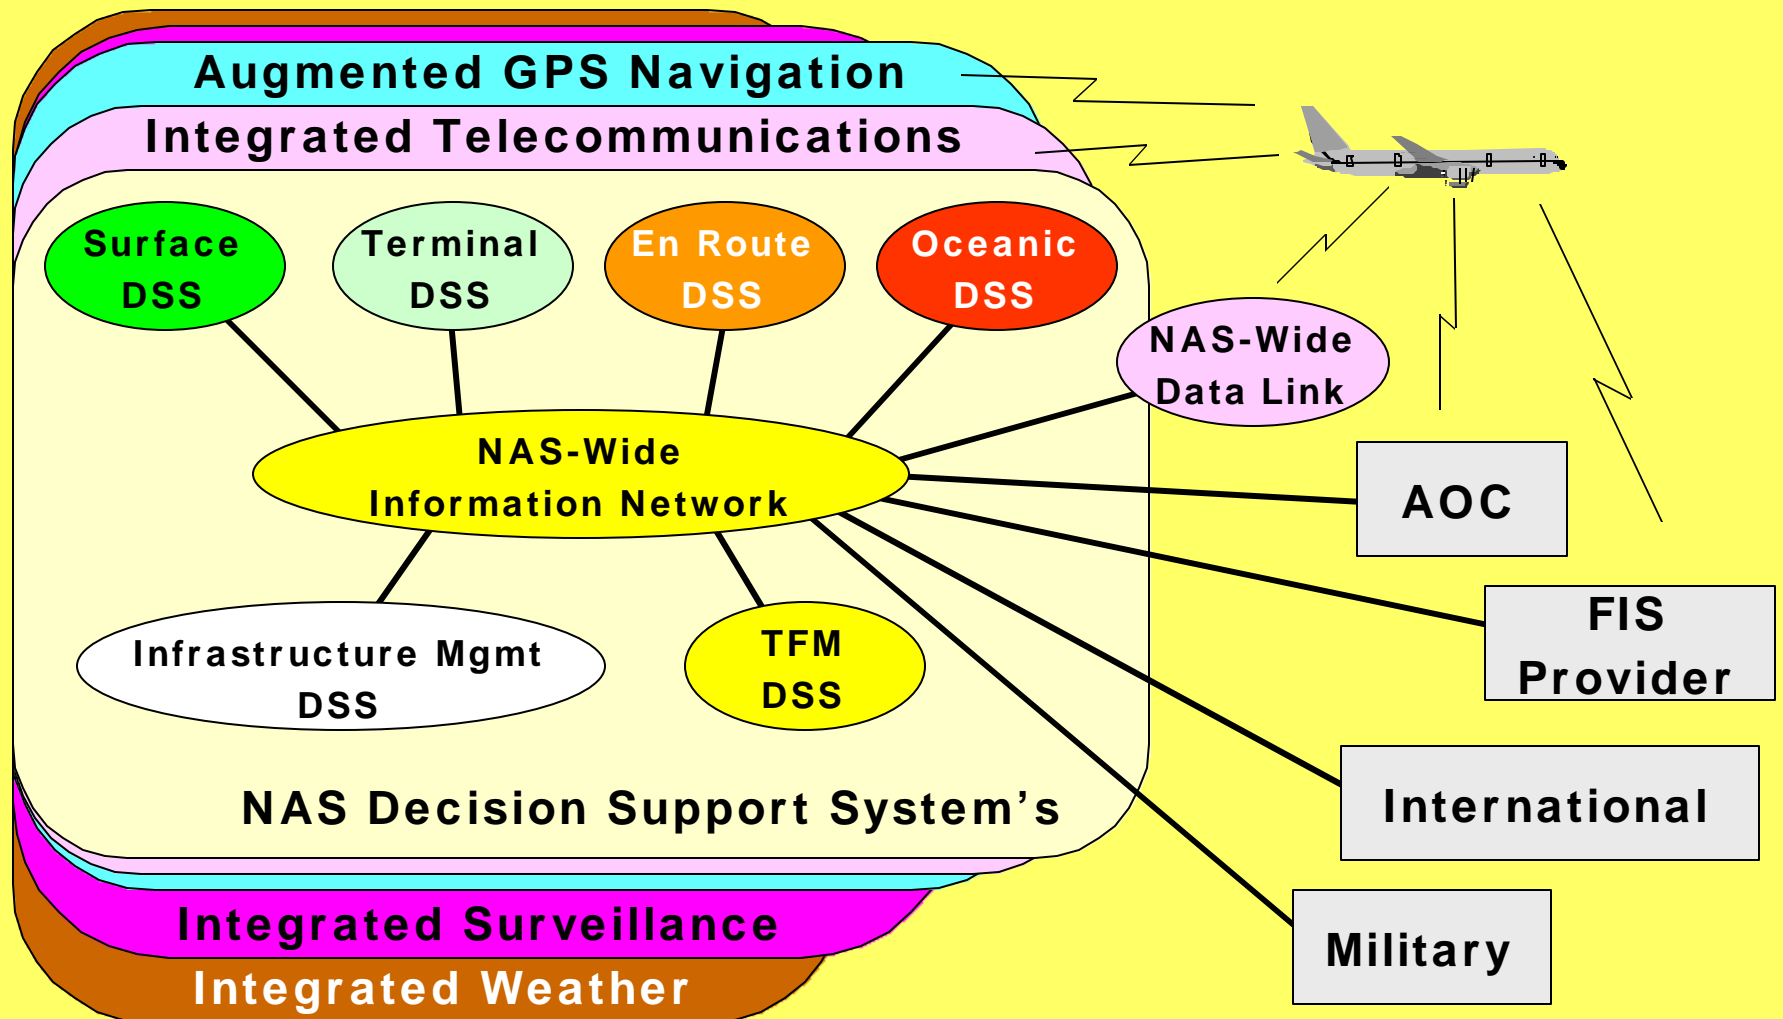 Augmented GPS Navigation
Integrated Telecommunications
Surface
DSS
Terminal
DSS
En Route
DSS
Oceanic
DSS
NAS-Wide
Data Link
NAS-Wide
Information Network
AOC
FIS
Provider
Infrastructure Mgmt
DSS
TFM
DSS
International
NAS Decision Support System’s
Military
Integrated Surveillance
Integrated Weather